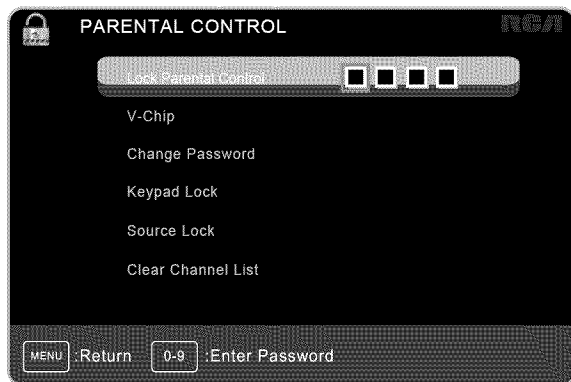 PARENTAL CONTROL
RCA
Lock Parental Control
V-Chip
Change Password
Keypad Lock
Source Lock
Clear Channel List
MENU :Return 0-9 :Enter Password